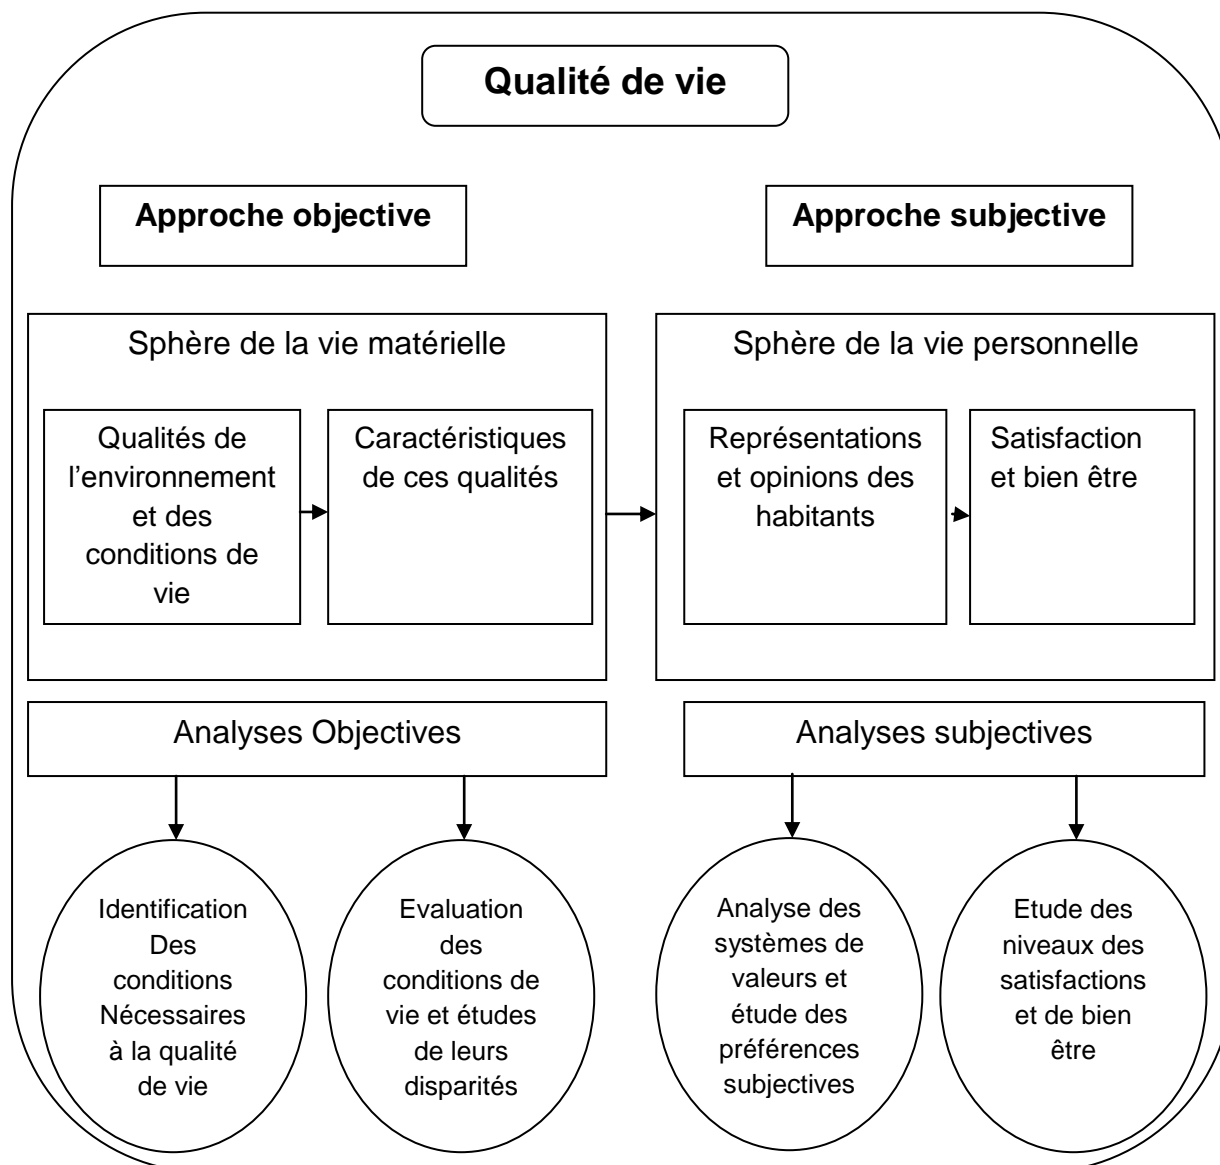 Qualité de vie
Approche objective
Approche subjective
Sphère de la vie matérielle
Qualités de
l’environnement
et des
conditions de
vie
Caractéristiques
de ces qualités
Sphère de la vie personnelle
Représentations
et opinions des
habitants
Satisfaction
et bien être
Analyses Objectives
Analyses subjectives
Identification
Des
conditions
Nécessaires
à la qualité
de vie
Evaluation
des
conditions de
vie et études
de leurs
disparités
Analyse des
systèmes de
valeurs et
étude des
préférences
subjectives
Etude des
niveaux des
satisfactions
et de bien
être